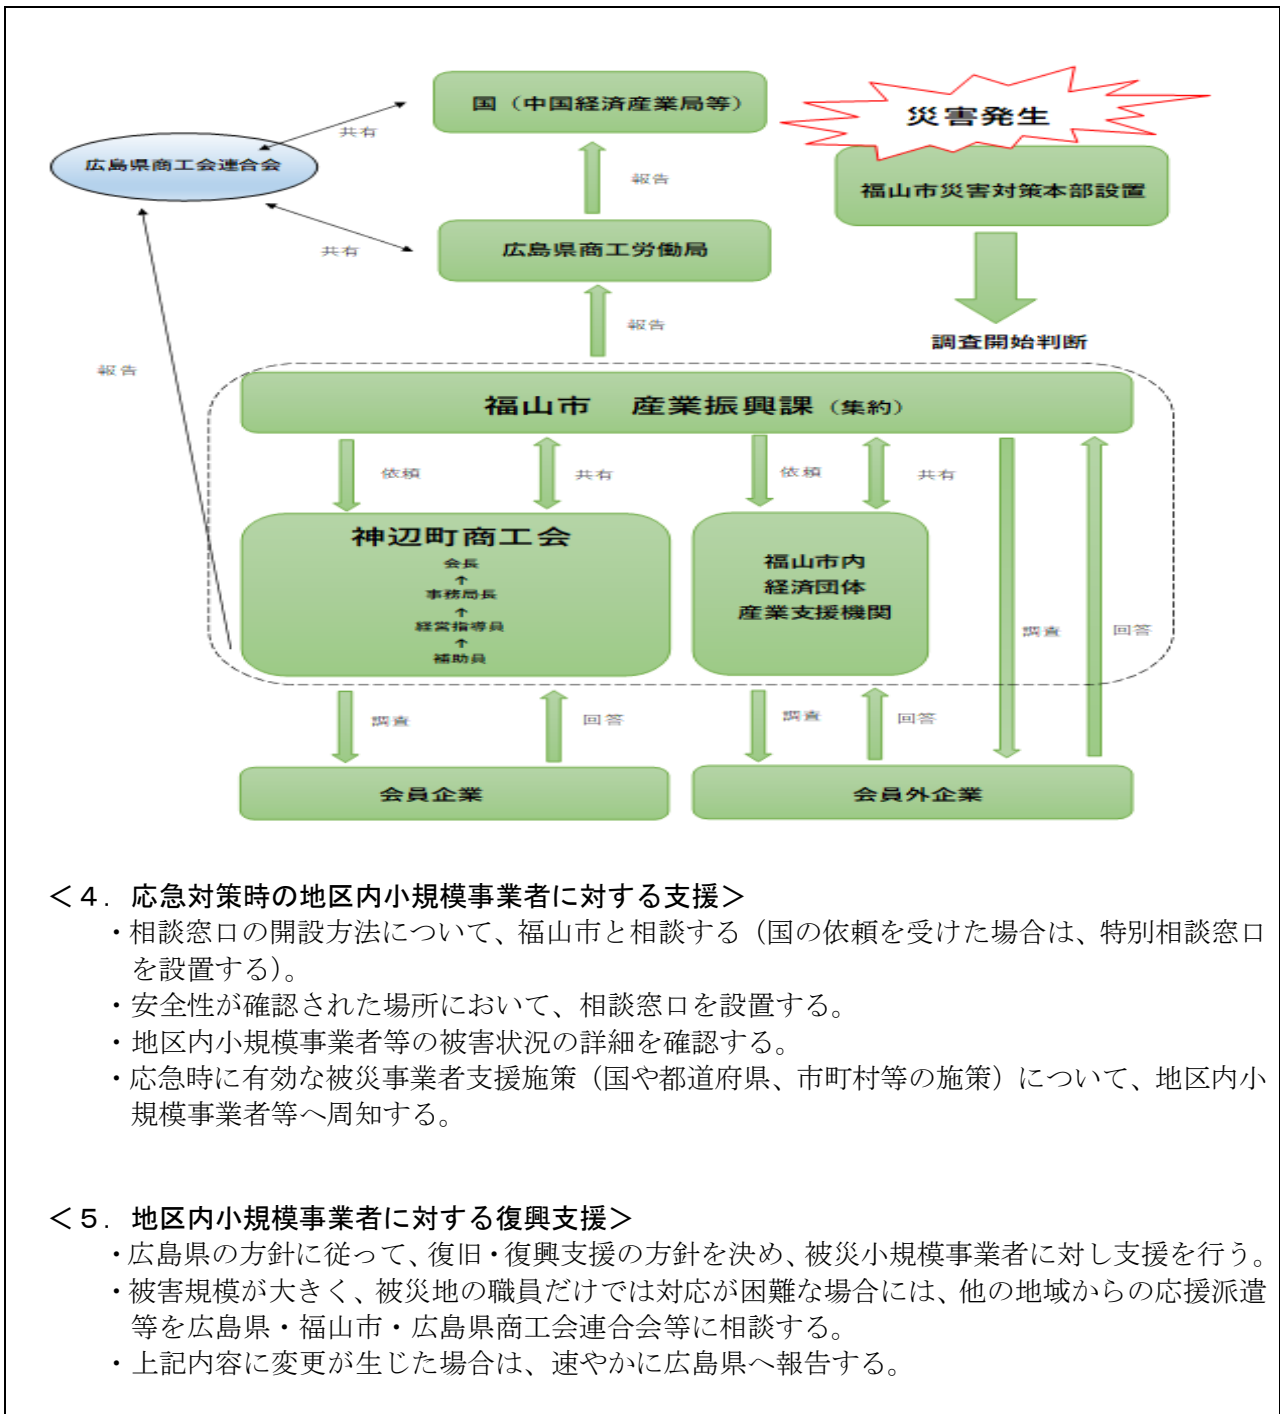 国（中国経済産業局等）
災害発生
共有
広島県商工会連合会
報告
福山市災害対策本部設置
共有
広島県商工労働局
報告
調査開始判断
報告
福山市　産業振興課（集約）
依頼
共有
依頼
共有
神辺町商工会
会長
↑
事務局長
↑
経営指導員
↑
補助員
福山市内
経済団体
産業支援機関
調査
回答
調査
回答
調査
回答
会員企業
会員外企業
＜４．応急対策時の地区内小規模事業者に対する支援＞
・相談窓口の開設方法について、福山市と相談する（国の依頼を受けた場合は、特別相談窓口
を設置する）。
・安全性が確認された場所において、相談窓口を設置する。
・地区内小規模事業者等の被害状況の詳細を確認する。
・応急時に有効な被災事業者支援施策（国や都道府県、市町村等の施策）について、地区内小
規模事業者等へ周知する。
＜５．地区内小規模事業者に対する復興支援＞
・広島県の方針に従って、復旧・復興支援の方針を決め、被災小規模事業者に対し支援を行う。
・被害規模が大きく、被災地の職員だけでは対応が困難な場合には、他の地域からの応援派遣
等を広島県・福山市・広島県商工会連合会等に相談する。
・上記内容に変更が生じた場合は、速やかに広島県へ報告する。